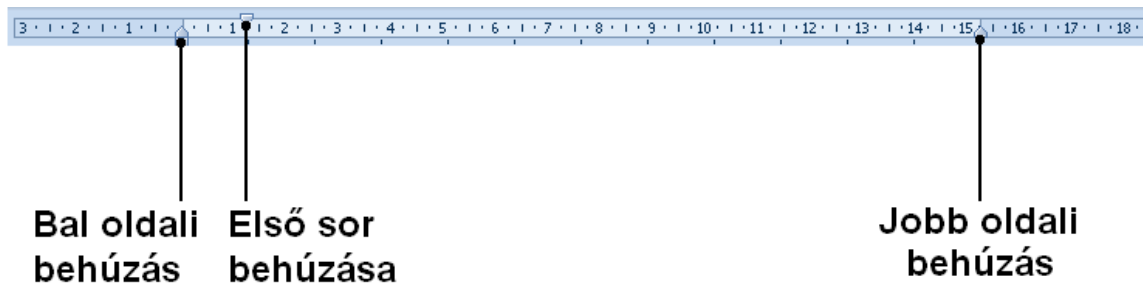 3 2 1 1 2 3 4 5 6 7 8 9 10 11 12 13 14 15 16 17 18
Bal oldali
behúzás
Első sor
behúzása
Jobb oldali
behúzás